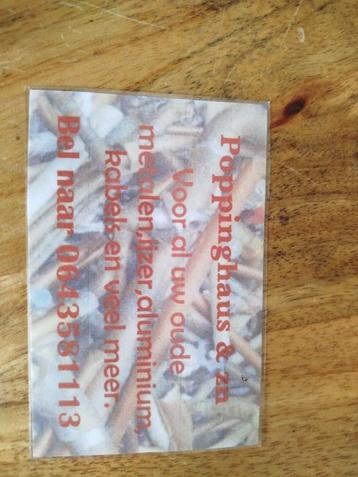 Poppinghaus & zn
Voor al uw oude
metalen,ijzer,aluminium,
kabels en veel meer.
Bel naar 0643581113